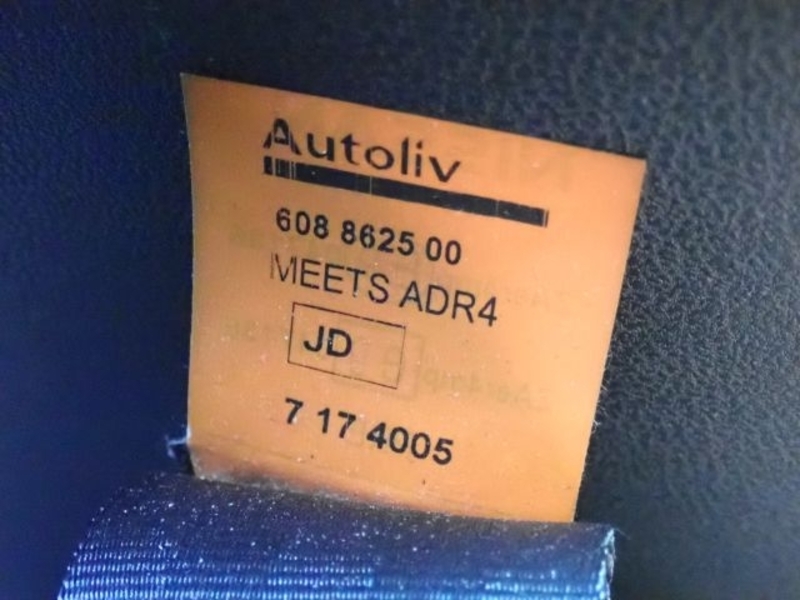 Autoliv
608 8625 00
MEETS ADR4
JD
7 17 4005